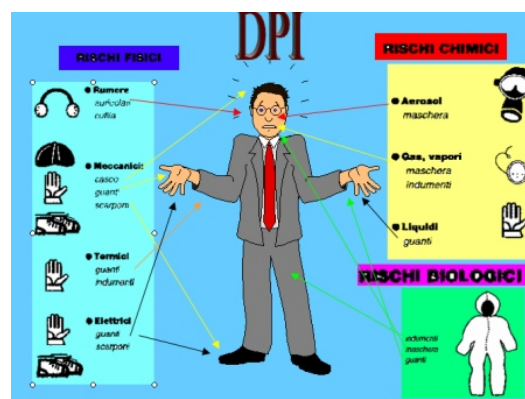 DPI
RISCHI FISICI
Rumore
auricolari
cuffia
Meccanici:
casco
guanti
scarponi
Termici
guanti
indumenti
Elettrici
guanti
scarponi
RISCHI CHIMICI
Aerosol
maschera
Gas, vapori
maschera
indumenti
Liquidi
guanti
RISCHI BIOLOGICI
indumenti
maschera
guanti